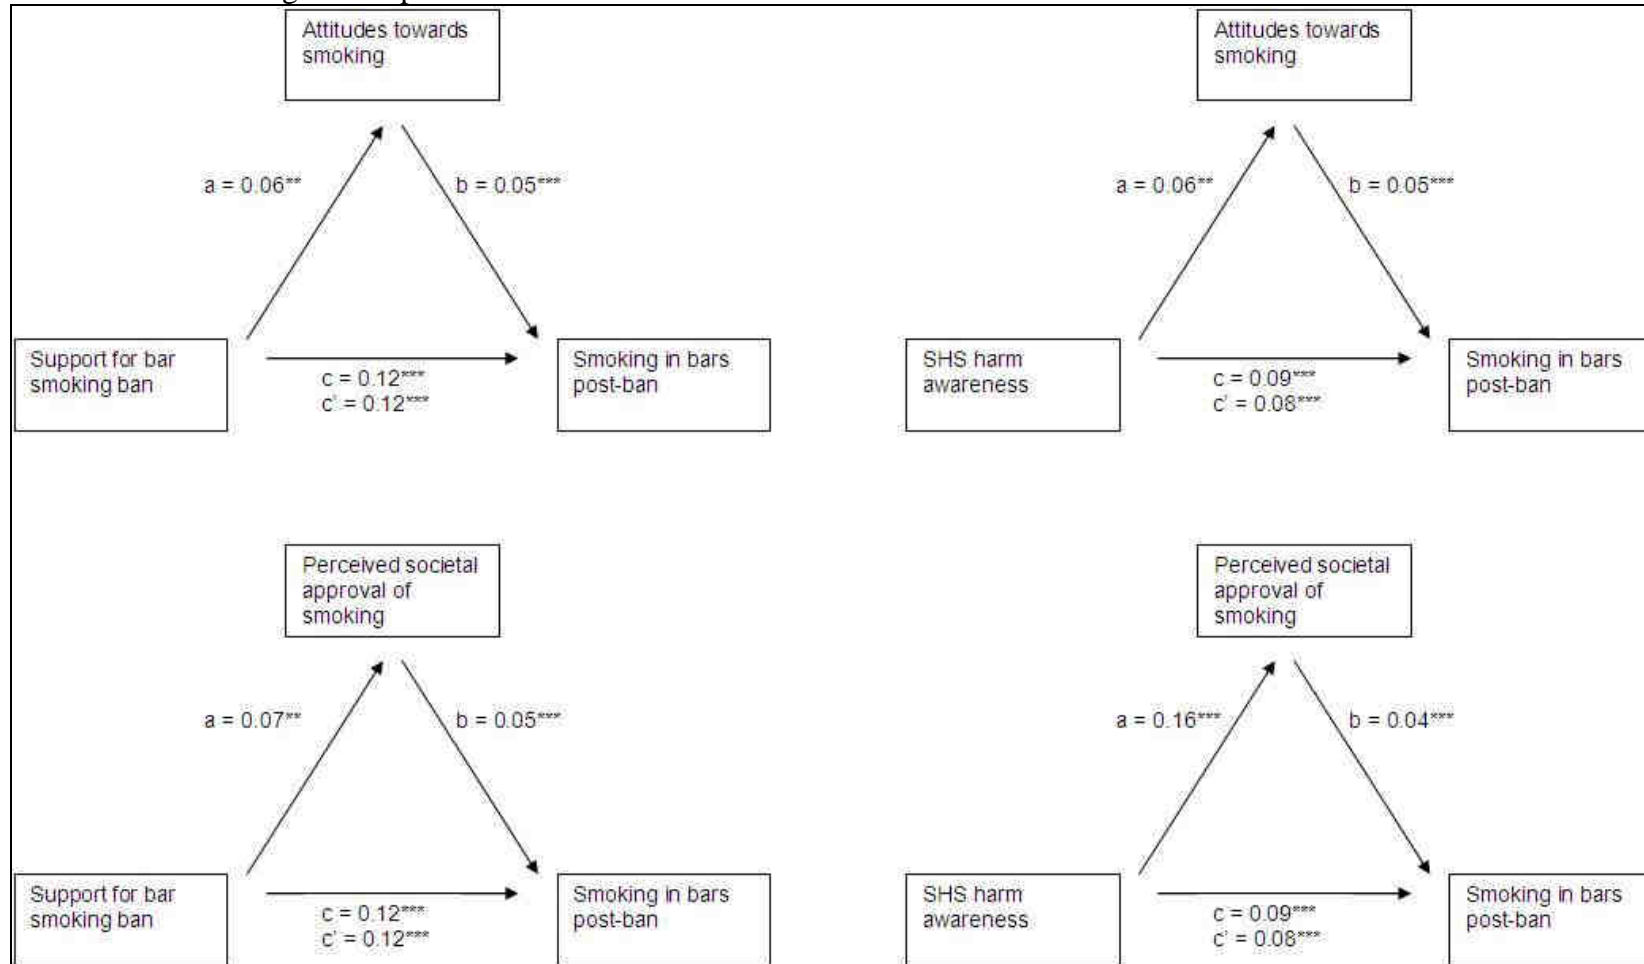 Attitudes towards
smoking
a = 0.06**
b = 0.05***
Support for bar
smoking ban
c = 0.12***
c' = 0.12***
Smoking in bars
post-ban
Attitudes towards
smoking
a = 0.06**
b = 0.05***
SHS harm
awareness
c = 0.09***
c' = 0.08***
Smoking in bars
post-ban
Perceived societal
approval of
smoking
a = 0.07**
b = 0.05***
Support for bar
smoking ban
c = 0.12***
c' = 0.12***
Smoking in bars
post-ban
Perceived societal
approval of
smoking
a = 0.16***
b = 0.04***
SHS harm
awareness
c = 0.09***
c' = 0.08***
Smoking in bars
post-ban